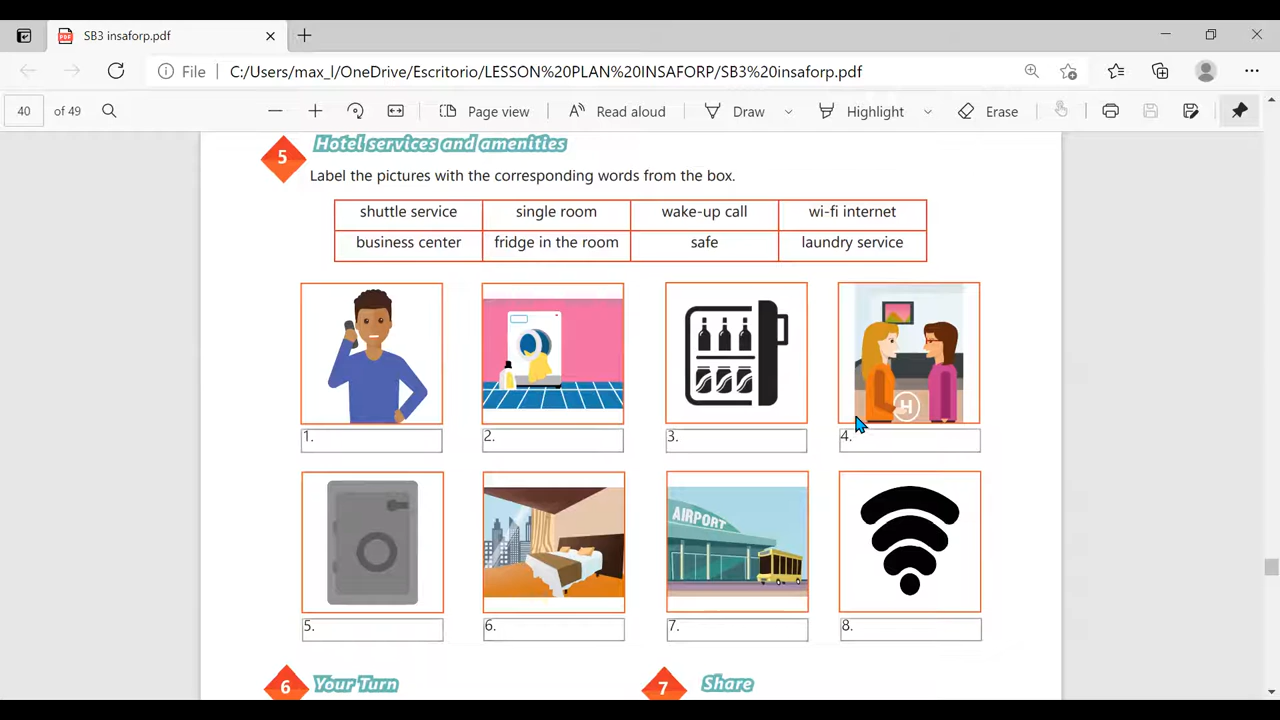 SB3 insaforp.pdf
File C:/Users/max_l/OneDrive/Escritorio/LESSON%20PLAN%20INSAFORP/SB3%20insaforp.pdf
40 of 49 Page view Read aloud Draw Highlight Erase
5 Hotel services and amenities
Label the pictures with the corresponding words from the box.
shuttle service single room wake-up call wi-fi internet
business center fridge in the room safe laundry service
H
1. 2. 3. 4.
AIRPORT
5. 6. 7. 8.
6 Your Turn 7 Share